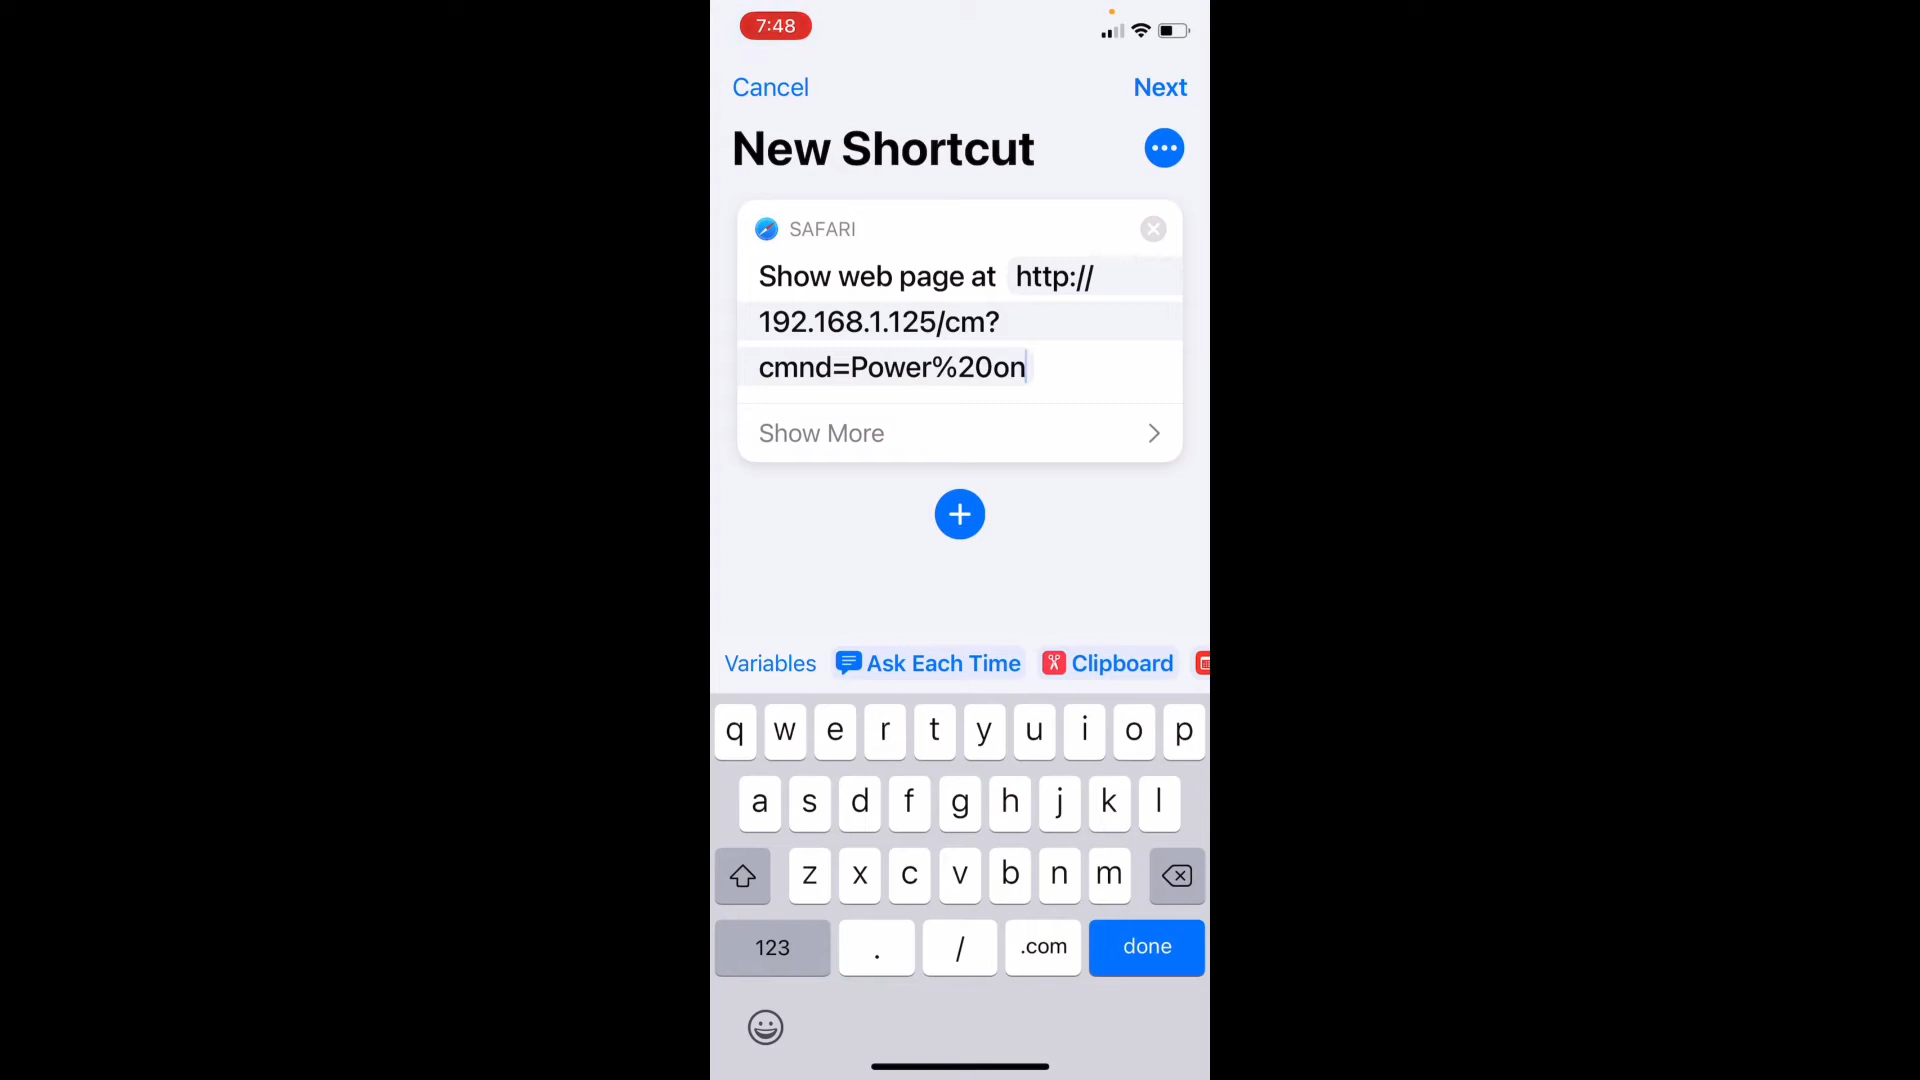 7:48
Cancel
Next
New Shortcut
SAFARI
Show web page at http://
192.168.1.125/cm?
cmnd=Power%20on
Show More
Variables Ask Each Time Clipboard
q w e r t y u i o p
a s d f g h j k l
z x c v b n m
123 . / .com done